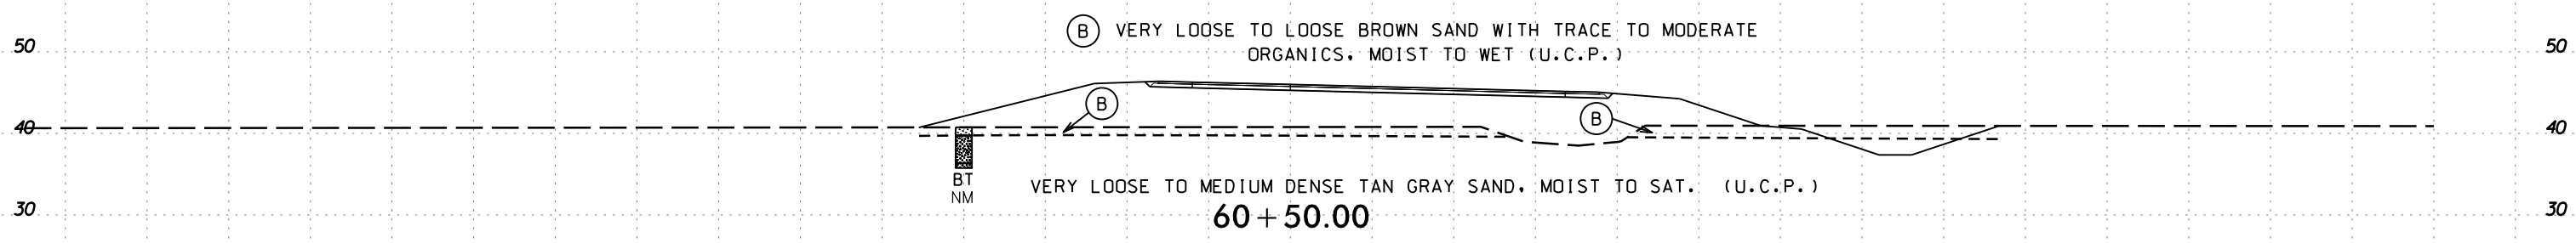 B VERY LOOSE TO LOOSE BROWN SAND WITH TRACE TO MODERATE
ORGANICS, MOIST TO WET (U.C.P.)
50 50
B
B
40 40
BT
NM
VERY LOOSE TO MEDIUM DENSE TAN GRAY SAND, MOIST TO SAT. (U.C.P.)
30 30
60+50.00